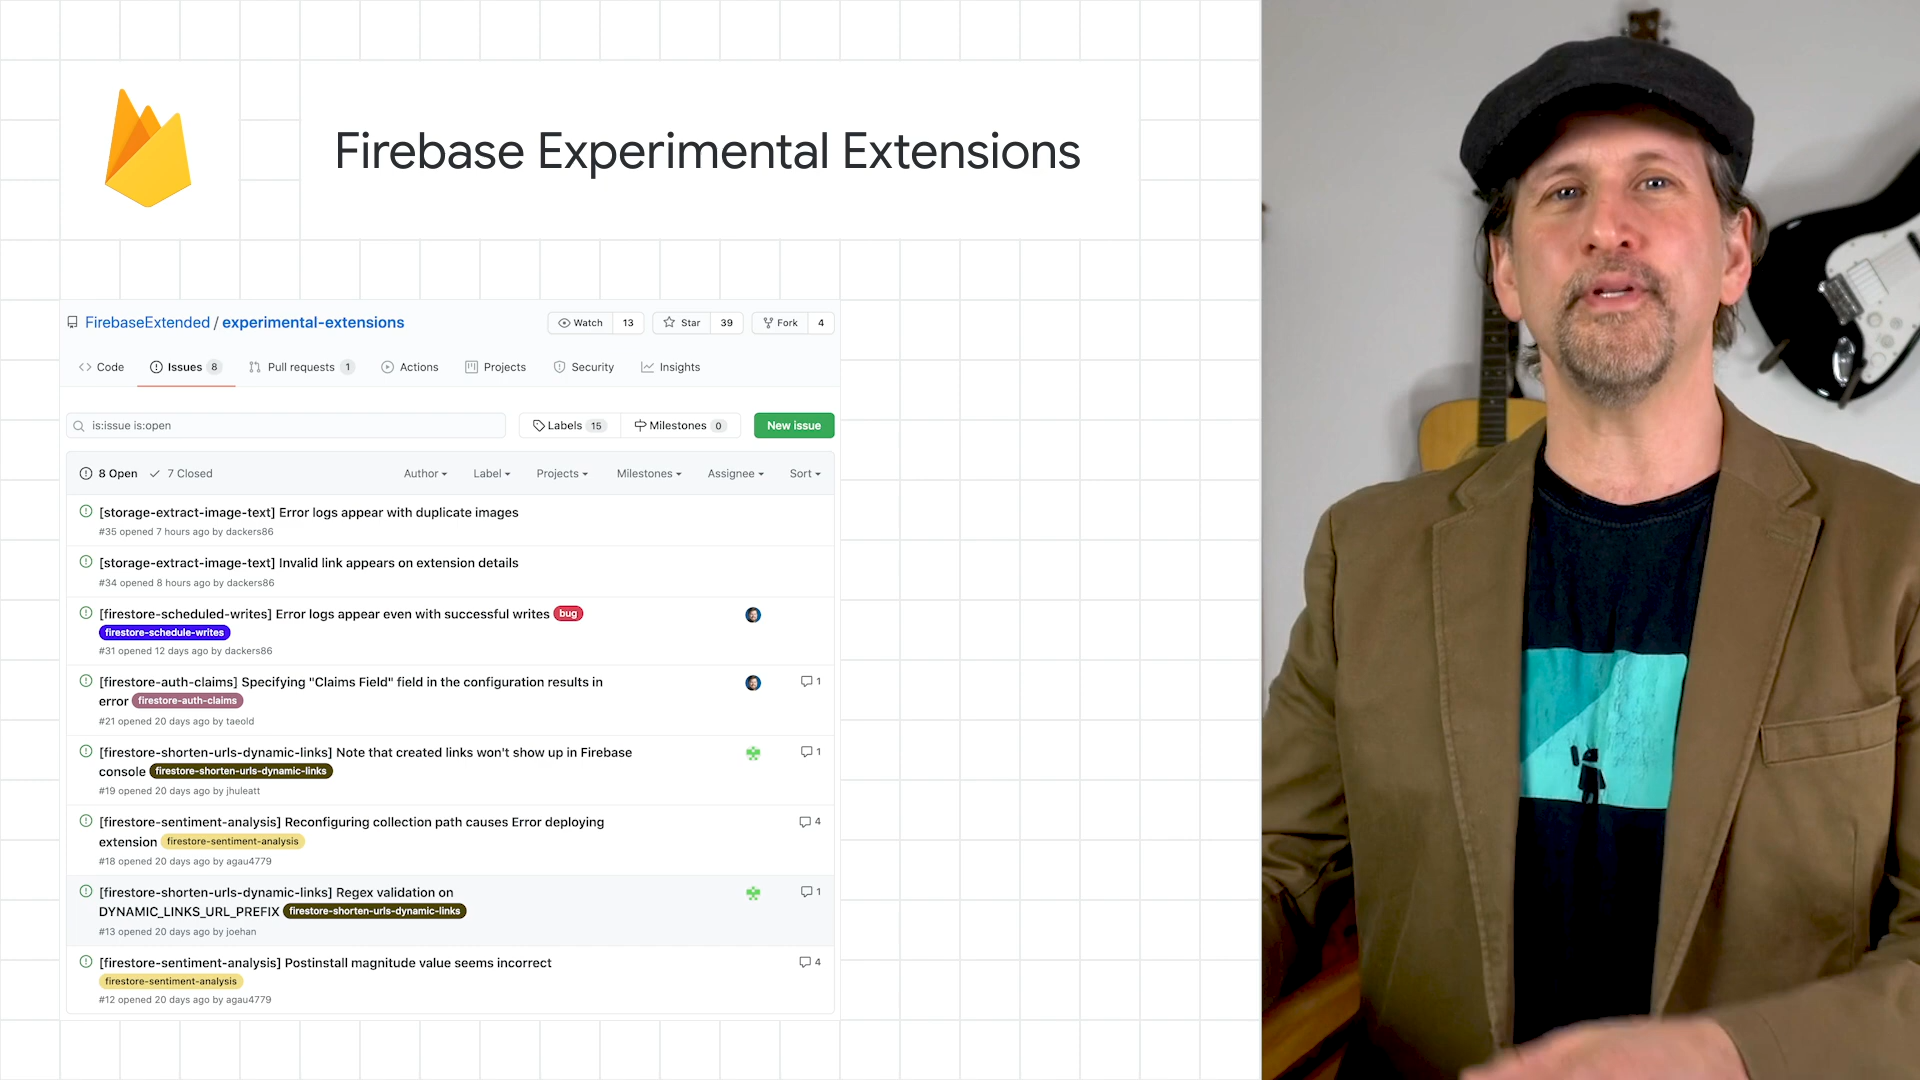 Firebase Experimental Extensions
FirebaseExtended / experimental-extensions
Watch 13 Star 39 Fork 4
Code Issues 8 Pull requests 1 Actions Projects Security Insights
is:issue is:open Labels 15 Milestones 0 New issue
8 Open 7 Closed Author Label Projects Milestones Assignee Sort
[storage-extract-image-text] Error logs appear with duplicate images
#35 opened 7 hours ago by dackers86
[storage-extract-image-text] Invalid link appears on extension details
#34 opened 8 hours ago by dackers86
[firestore-scheduled-writes] Error logs appear even with successful writes bug
firestore-schedule-writes
#31 opened 12 days ago by dackers86
[firestore-auth-claims] Specifying "Claims Field" field in the configuration results in 1
error firestore-auth-claims
#21 opened 20 days ago by taeold
[firestore-shorten-urls-dynamic-links] Note that created links won't show up in Firebase 1
console firestore-shorten-urls-dynamic-links
#19 opened 20 days ago by jhuleatt
[firestore-sentiment-analysis] Reconfiguring collection path causes Error deploying 4
extension firestore-sentiment-analysis
#18 opened 20 days ago by agau4779
[firestore-shorten-urls-dynamic-links] Regex validation on 1
DYNAMIC_LINKS_URL_PREFIX firestore-shorten-urls-dynamic-links
#13 opened 20 days ago by joehan
[firestore-sentiment-analysis] Postinstall magnitude value seems incorrect 4
firestore-sentiment-analysis
#12 opened 20 days ago by agau4779